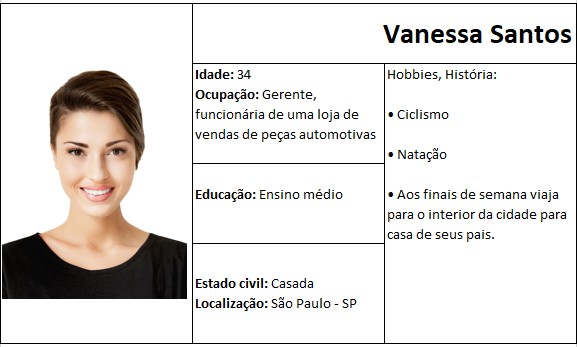 Vanessa Santos
Idade: 34
Ocupação: Gerente,
funcionária de uma loja de
vendas de peças automotivas
Educação: Ensino médio
Estado civil: Casada
Localização: São Paulo - SP
Hobbies, História:
• Ciclismo
• Natação
• Aos finais de semana viaja
para o interior da cidade para
casa de seus pais.